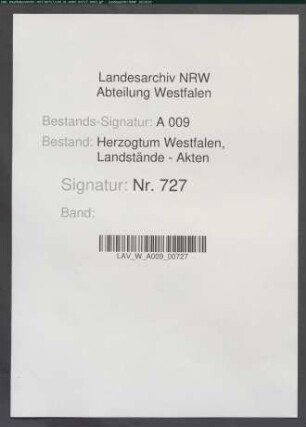 Landesarchiv NRW
Abteilung Westfalen
Bestands-Signatur: A 009
Bestand: Herzogtum Westfalen,
Landstände - Akten
Signatur: Nr. 727
Band:
LAV_W_A009_00727